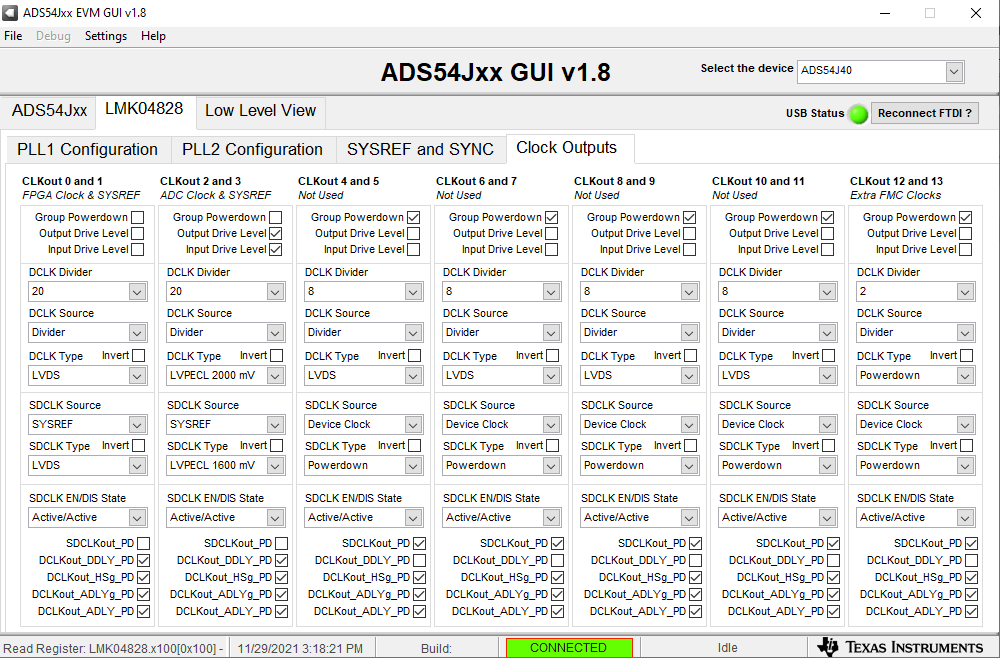 ADS54Jxx EVM GUI v1.8
File Debug Settings Help
ADS54Jxx GUI v1.8
Select the device ADS54J40
ADS54Jxx LMK04828 Low Level View
USB Status Reconnect FTDI ?
PLL1 Configuration PLL2 Configuration SYSREF and SYNC Clock Outputs
CLKout 0 and 1 CLKout 2 and 3 CLKout 4 and 5 CLKout 6 and 7 CLKout 8 and 9 CLKout 10 and 11 CLKout 12 and 13
FPGA Clock & SYSREF ADC Clock & SYSREF Not Used Not Used Not Used Not Used Extra FMC Clocks
Group Powerdown Group Powerdown Group Powerdown Group Powerdown Group Powerdown Group Powerdown Group Powerdown
Output Drive Level Output Drive Level Output Drive Level Output Drive Level Output Drive Level Output Drive Level Output Drive Level
Input Drive Level Input Drive Level Input Drive Level Input Drive Level Input Drive Level Input Drive Level Input Drive Level
DCLK Divider DCLK Divider DCLK Divider DCLK Divider DCLK Divider DCLK Divider DCLK Divider
20 20 8 8 8 8 2
DCLK Source DCLK Source DCLK Source DCLK Source DCLK Source DCLK Source DCLK Source
Divider Divider Divider Divider Divider Divider Divider
DCLK Type Invert DCLK Type Invert DCLK Type Invert DCLK Type Invert DCLK Type Invert DCLK Type Invert DCLK Type Invert
LVDS LVPECL 2000 mV LVDS LVDS LVDS LVDS Powerdown
SDCLK Source SDCLK Source SDCLK Source SDCLK Source SDCLK Source SDCLK Source SDCLK Source
SYSREF SYSREF Device Clock Device Clock Device Clock Device Clock Device Clock
SDCLK Type Invert SDCLK Type Invert SDCLK Type Invert SDCLK Type Invert SDCLK Type Invert SDCLK Type Invert SDCLK Type Invert
LVDS LVPECL 1600 mV Powerdown Powerdown Powerdown Powerdown Powerdown
SDCLK EN/DIS State SDCLK EN/DIS State SDCLK EN/DIS State SDCLK EN/DIS State SDCLK EN/DIS State SDCLK EN/DIS State SDCLK EN/DIS State
Active/Active Active/Active Active/Active Active/Active Active/Active Active/Active Active/Active
SDCLKout_PD SDCLKout_PD SDCLKout_PD SDCLKout_PD SDCLKout_PD SDCLKout_PD SDCLKout_PD
DCLKout_DDLY_PD DCLKout_DDLY_PD DCLKout_DDLY_PD DCLKout_DDLY_PD DCLKout_DDLY_PD DCLKout_DDLY_PD DCLKout_DDLY_PD
DCLKout_HSg_PD DCLKout_HSg_PD DCLKout_HSg_PD DCLKout_HSg_PD DCLKout_HSg_PD DCLKout_HSg_PD DCLKout_HSg_PD
DCLKout_ADLYg_PD DCLKout_ADLYg_PD DCLKout_ADLYg_PD DCLKout_ADLYg_PD DCLKout_ADLYg_PD DCLKout_ADLYg_PD DCLKout_ADLYg_PD
DCLKout_ADLY_PD DCLKout_ADLY_PD DCLKout_ADLY_PD DCLKout_ADLY_PD DCLKout_ADLY_PD DCLKout_ADLY_PD DCLKout_ADLY_PD
Read Register: LMK04828.x100[0x100] - 11/29/2021 3:18:21 PM Build: CONNECTED Idle TEXAS INSTRUMENTS